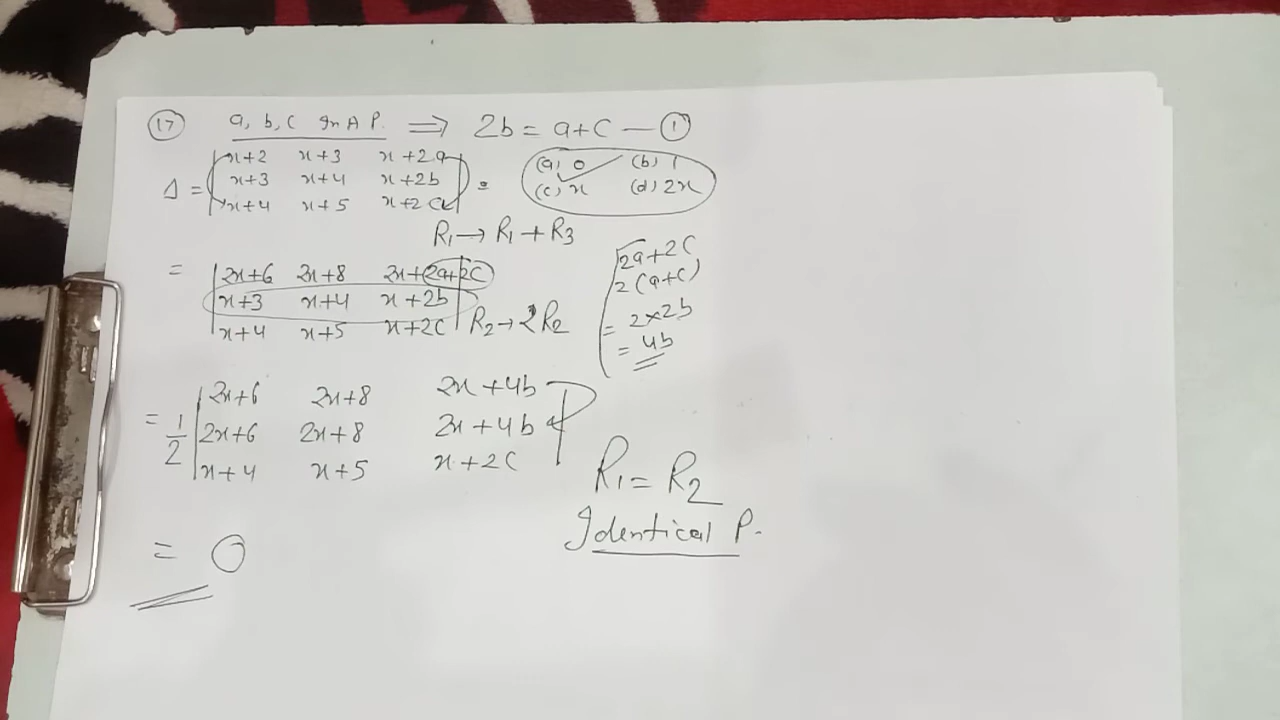 17 a, b, c In A P. ⇒ 2b = a+c — 1
Δ = | x+2 x+3 x+2a | = (a) 0 ✓ (b) 1
| x+3 x+4 x+2b | (c) x (d) 2x
| x+4 x+5 x+2c |
R1 → R1 + R3
= | 2x+6 2x+8 2x+2a+2c |
| x+3 x+4 x+2b |
| x+4 x+5 x+2c | R2 → 2R2
2a+2c
2(a+c)
= 2×2b
= 4b
= 1/2 | 2x+6 2x+8 2x+4b |
| 2x+6 2x+8 2x+4b |
| x+4 x+5 x+2c |
R1 = R2
Identical P.
= 0